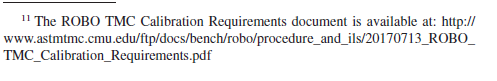 ¹¹ The ROBO TMC Calibration Requirements document is available at: http://
www.astmtmc.cmu.edu/ftp/docs/bench/robo/procedure_and_ils/20170713_ROBO_
TMC_Calibration_Requirements.pdf